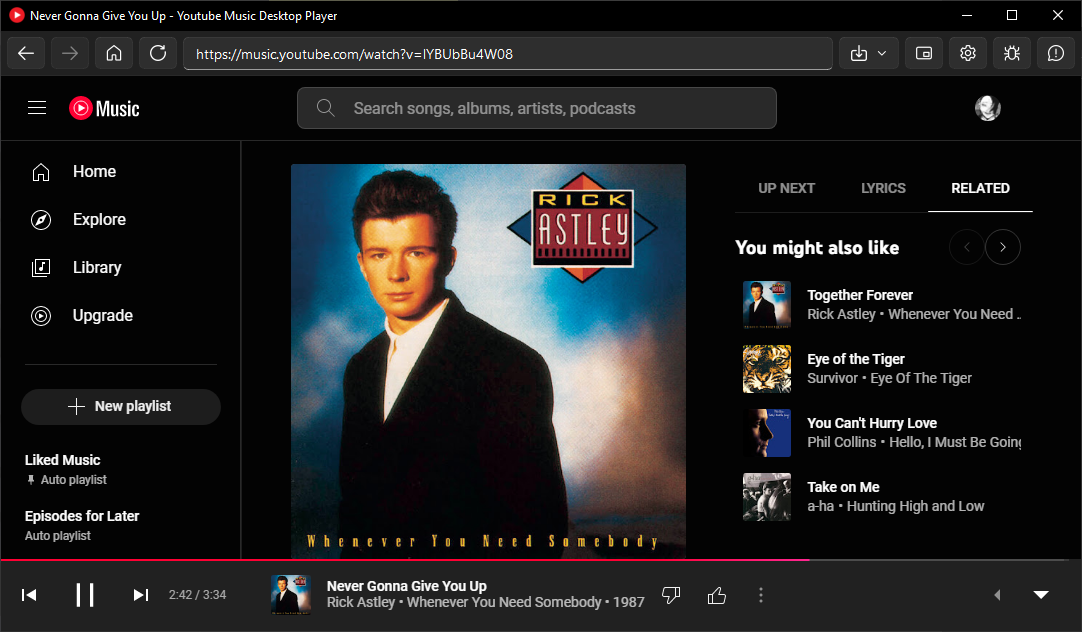 Never Gonna Give You Up - Youtube Music Desktop Player
https://music.youtube.com/watch?v=lYBUbBu4W08
Music
Search songs, albums, artists, podcasts
Home
Explore
Library
Upgrade
New playlist
Liked Music
Auto playlist
Episodes for Later
Auto playlist
RICK
ASTLEY
Whenever You Need Somebody
UP NEXT
LYRICS
RELATED
You might also like
Together Forever
Rick Astley • Whenever You Need ..
Eye of the Tiger
Survivor • Eye Of The Tiger
You Can't Hurry Love
Phil Collins • Hello, I Must Be Going
Take on Me
a-ha • Hunting High and Low
2:42 / 3:34
Never Gonna Give You Up
Rick Astley • Whenever You Need Somebody • 1987